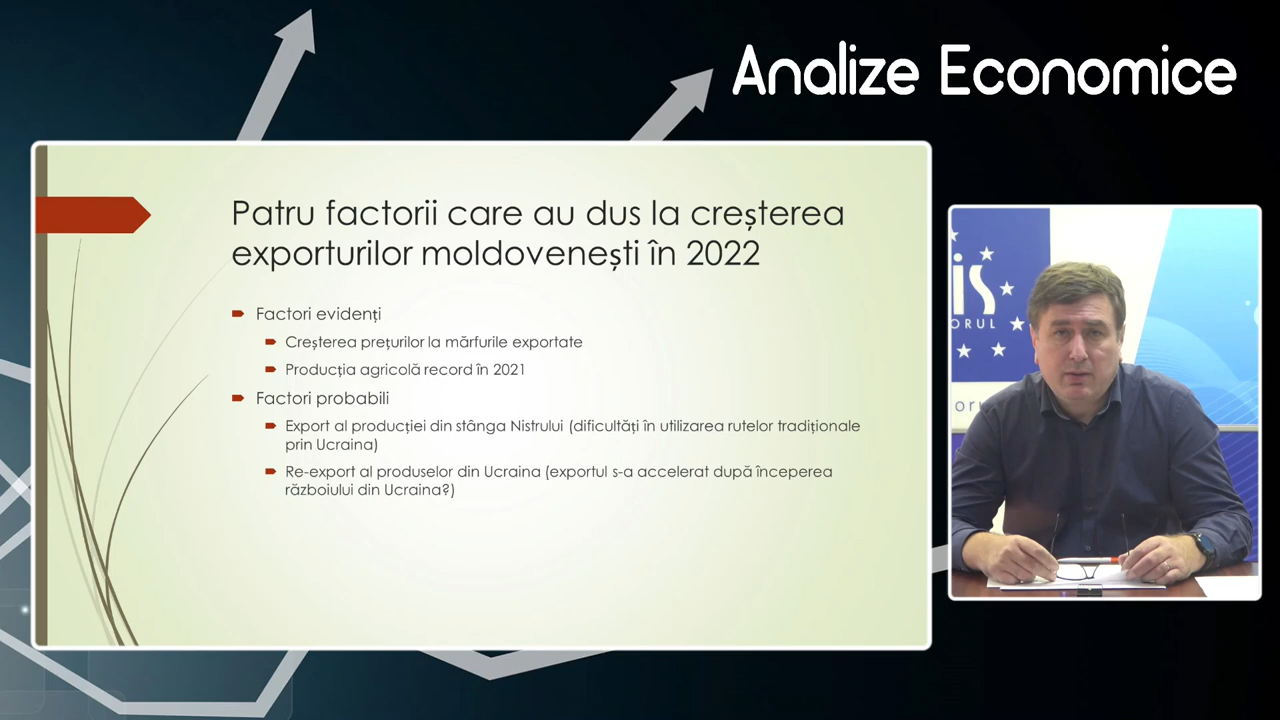 Analize Economice
Patru factorii care au dus la creșterea
exporturilor moldovenești în 2022
Factori evidenți
Creșterea prețurilor la mărfurile exportate
Producția agricolă record în 2021
Factori probabili
Export al producției din stânga Nistrului (dificultăți în utilizarea rutelor tradiționale
prin Ucraina)
Re-export al produselor din Ucraina (exportul s-a accelerat după începerea
războiului din Ucraina?)